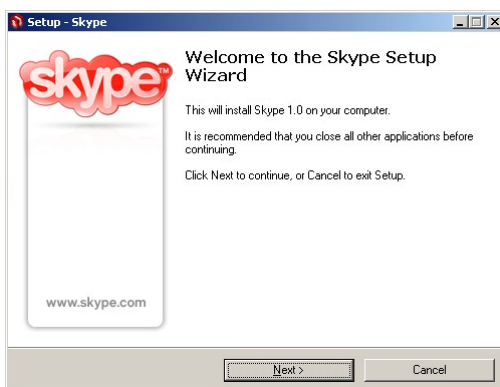 Setup - Skype
skype™
Welcome to the Skype Setup
Wizard
This will install Skype 1.0 on your computer.
It is recommended that you close all other applications before
continuing.
Click Next to continue, or Cancel to exit Setup.
www.skype.com
Next >
Cancel